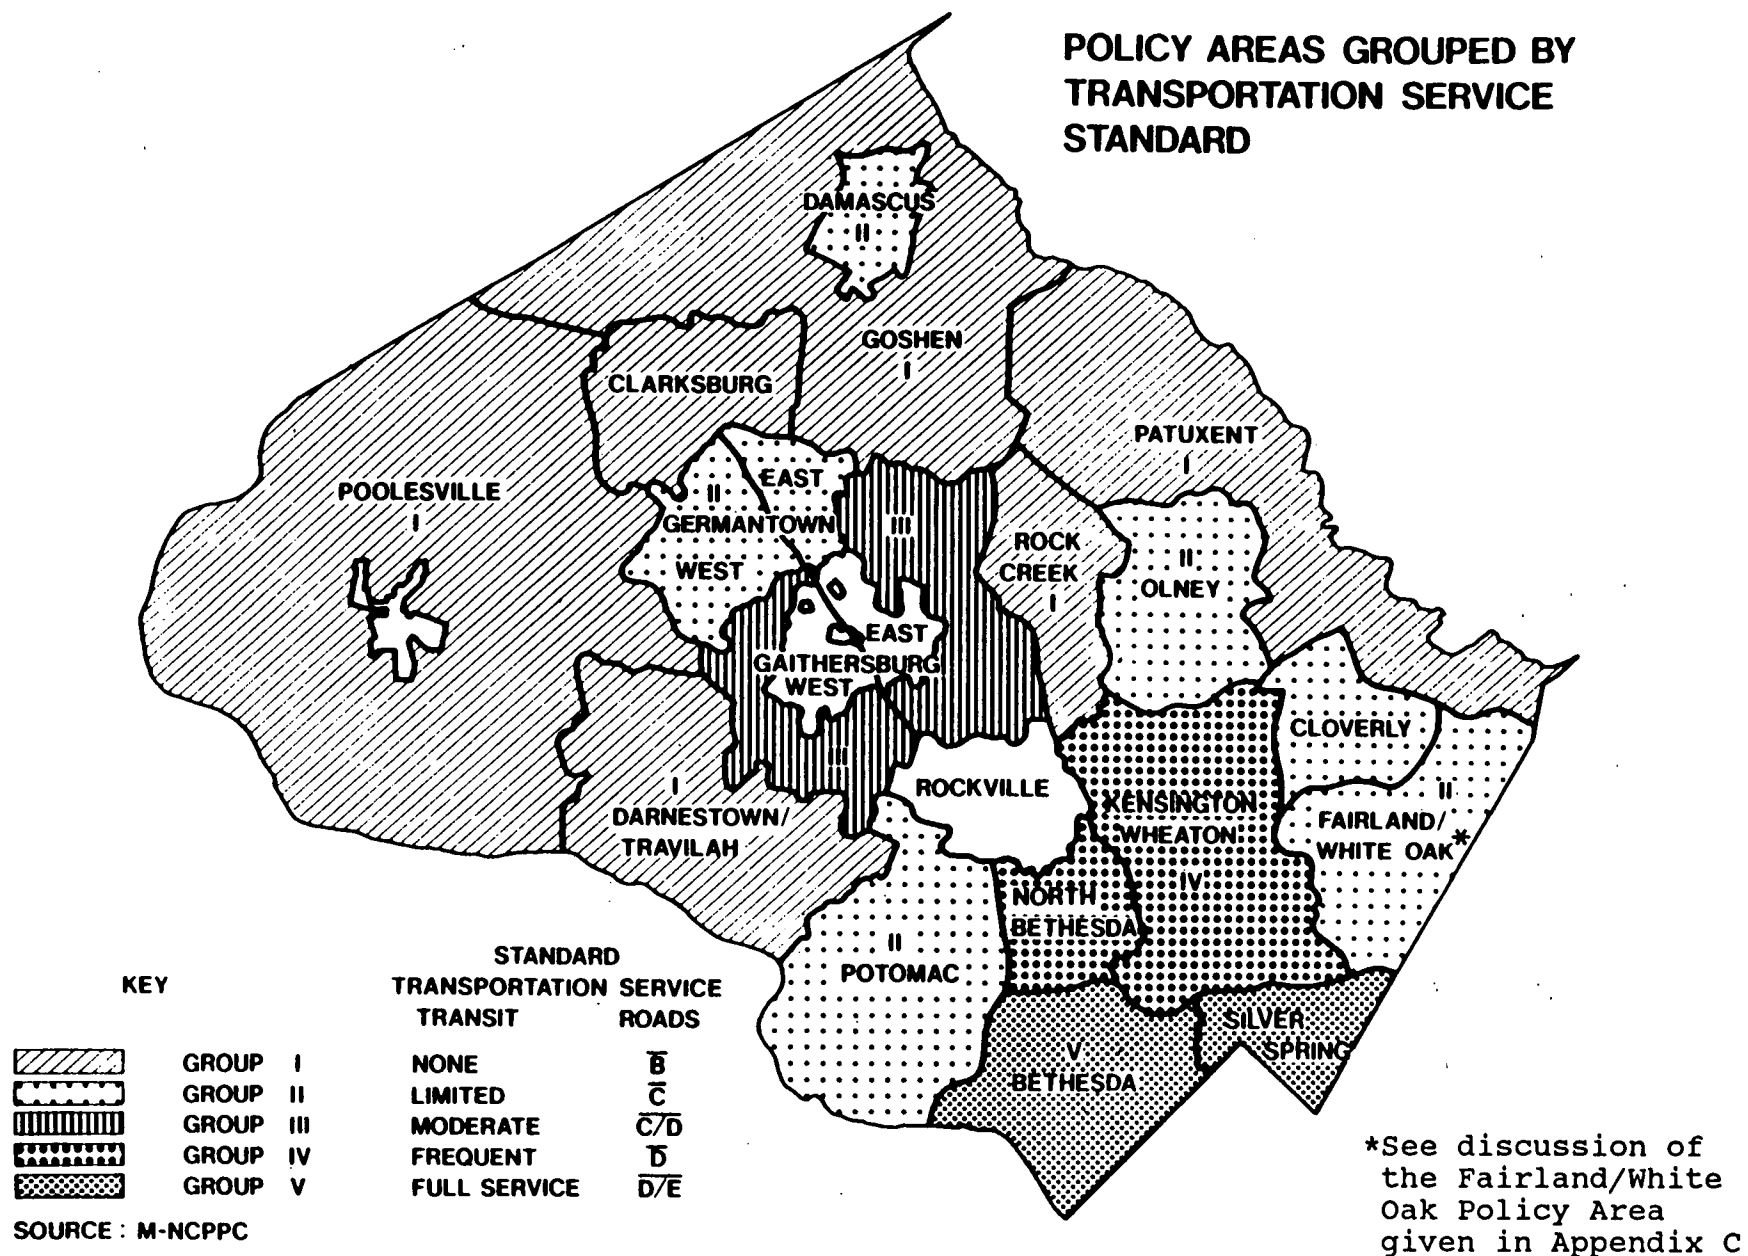 POLICY AREAS GROUPED BY
TRANSPORTATION SERVICE
STANDARD
DAMASCUS
II
GOSHEN
I
CLARKSBURG
PATUXENT
I
POOLESVILLE
I
EAST
II
GERMANTOWN
WEST
III
ROCK
CREEK
I
II
OLNEY
EAST
GAITHERSBURG
WEST
III
CLOVERLY
ROCKVILLE
I
DARNESTOWN/
TRAVILAH
KENSINGTON
WHEATON
IV
II
FAIRLAND/
WHITE OAK*
NORTH
BETHESDA
II
POTOMAC
SILVER
SPRING
V
BETHESDA
KEY
STANDARD
TRANSPORTATION SERVICE
TRANSIT ROADS
GROUP I NONE B̅
GROUP II LIMITED C̅
GROUP III MODERATE C̅/̅D̅
GROUP IV FREQUENT D̅
GROUP V FULL SERVICE D̅/̅E̅
SOURCE : M-NCPPC
*See discussion of
the Fairland/White
Oak Policy Area
given in Appendix C